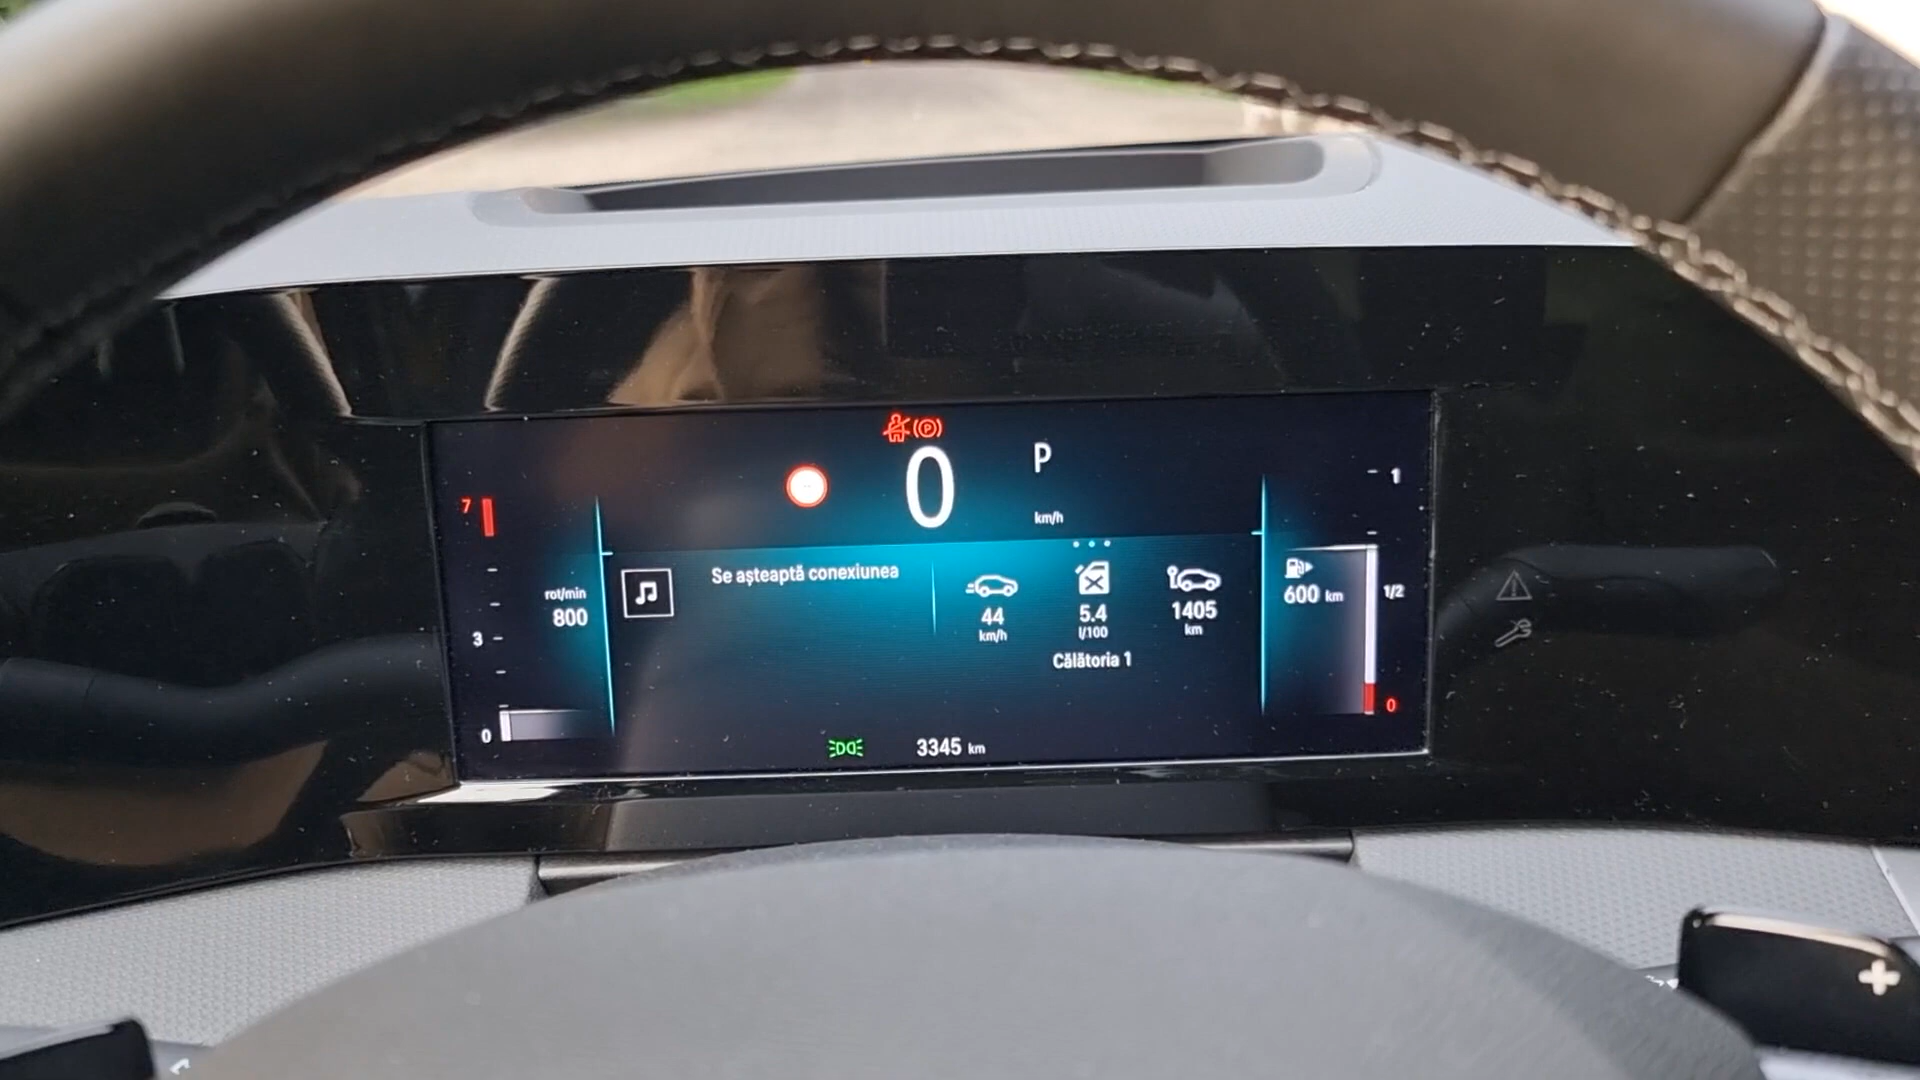 P
0
P
km/h
7
1
Se așteaptă conexiunea
rot/min
800
44
km/h
5.4
l/100
1405
km
600 km
1/2
3
Călătoria 1
0
0
3345 km
+